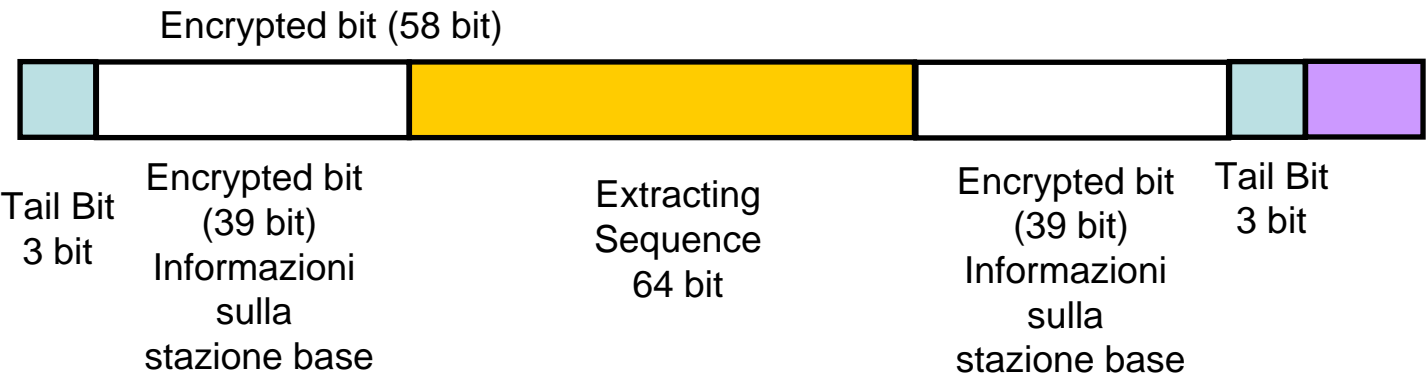 Encrypted bit (58 bit)
Tail Bit
3 bit
Encrypted bit
(39 bit)
Informazioni
sulla
stazione base
Extracting
Sequence
64 bit
Encrypted bit
(39 bit)
Informazioni
sulla
stazione base
Tail Bit
3 bit